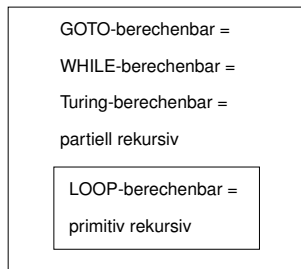 GOTO-berechenbar =
WHILE-berechenbar =
Turing-berechenbar =
partiell rekursiv
LOOP-berechenbar =
primitiv rekursiv